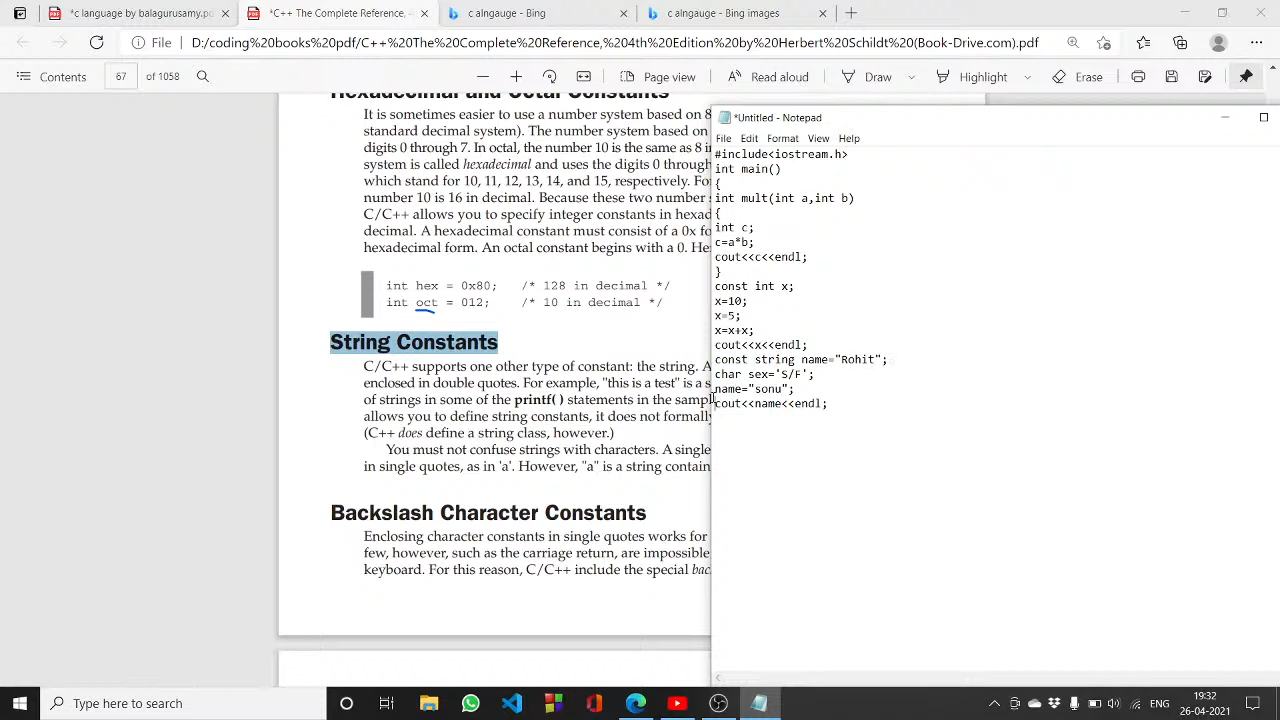 *c language by balagurusamy.pd
*C++ The Complete Reference, –
c alngauge - Bing
c alngauge - Bing images
File
D:/coding%20books%20pdf/C++%20The%20Complete%20Reference,%204th%20Edition%20by%20Herbert%20Schildt%20(Book-Drive.com).pdf
Contents
67
of 1058
Page view
Read aloud
Draw
Highlight
Erase
Hexadecimal and Octal Constants
It is sometimes easier to use a number system based on 8
standard decimal system). The number system based on
digits 0 through 7. In octal, the number 10 is the same as 8 in
system is called hexadecimal and uses the digits 0 through
which stand for 10, 11, 12, 13, 14, and 15, respectively. For
number 10 is 16 in decimal. Because these two number s
C/C++ allows you to specify integer constants in hexad
decimal. A hexadecimal constant must consist of a 0x fo
hexadecimal form. An octal constant begins with a 0. He
int hex = 0x80; /* 128 in decimal */
int oct = 012; /* 10 in decimal */
String Constants
C/C++ supports one other type of constant: the string. A
enclosed in double quotes. For example, "this is a test" is a s
of strings in some of the printf( ) statements in the sampl
allows you to define string constants, it does not formally
(C++ does define a string class, however.)
You must not confuse strings with characters. A single
in single quotes, as in 'a'. However, "a" is a string contain
Backslash Character Constants
Enclosing character constants in single quotes works for
few, however, such as the carriage return, are impossible
keyboard. For this reason, C/C++ include the special bac
*Untitled - Notepad
File Edit Format View Help
#include<iostream.h>
int main()
{
int mult(int a,int b)
{
int c;
c=a*b;
cout<<c<<endl;
}
const int x;
x=10;
x=5;
x=x+x;
cout<<x<<endl;
const string name="Rohit";
char sex='S/F';
name="sonu";
cout<<name<<endl;
Type here to search
ENG
19:32
26-04-2021